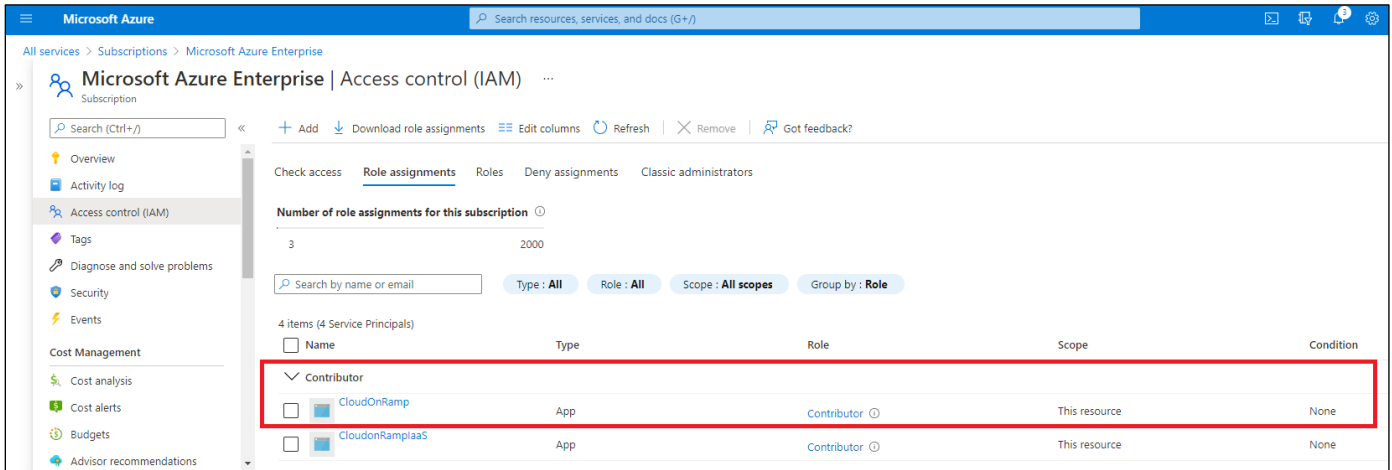 Microsoft Azure
Search resources, services, and docs (G+/)
3
All services > Subscriptions > Microsoft Azure Enterprise
»
Microsoft Azure Enterprise | Access control (IAM) ...
Subscription
Search (Ctrl+/)
«
Overview
Activity log
Access control (IAM)
Tags
Diagnose and solve problems
Security
Events
Cost Management
Cost analysis
Cost alerts
Budgets
Advisor recommendations
+ Add Download role assignments Edit columns Refresh Remove Got feedback?
Check access Role assignments Roles Deny assignments Classic administrators
Number of role assignments for this subscription
3 2000
Search by name or email Type : All Role : All Scope : All scopes Group by : Role
4 items (4 Service Principals)
Name Type Role Scope Condition
Contributor
CloudOnRamp App Contributor This resource None
CloudonRampIaaS App Contributor This resource None